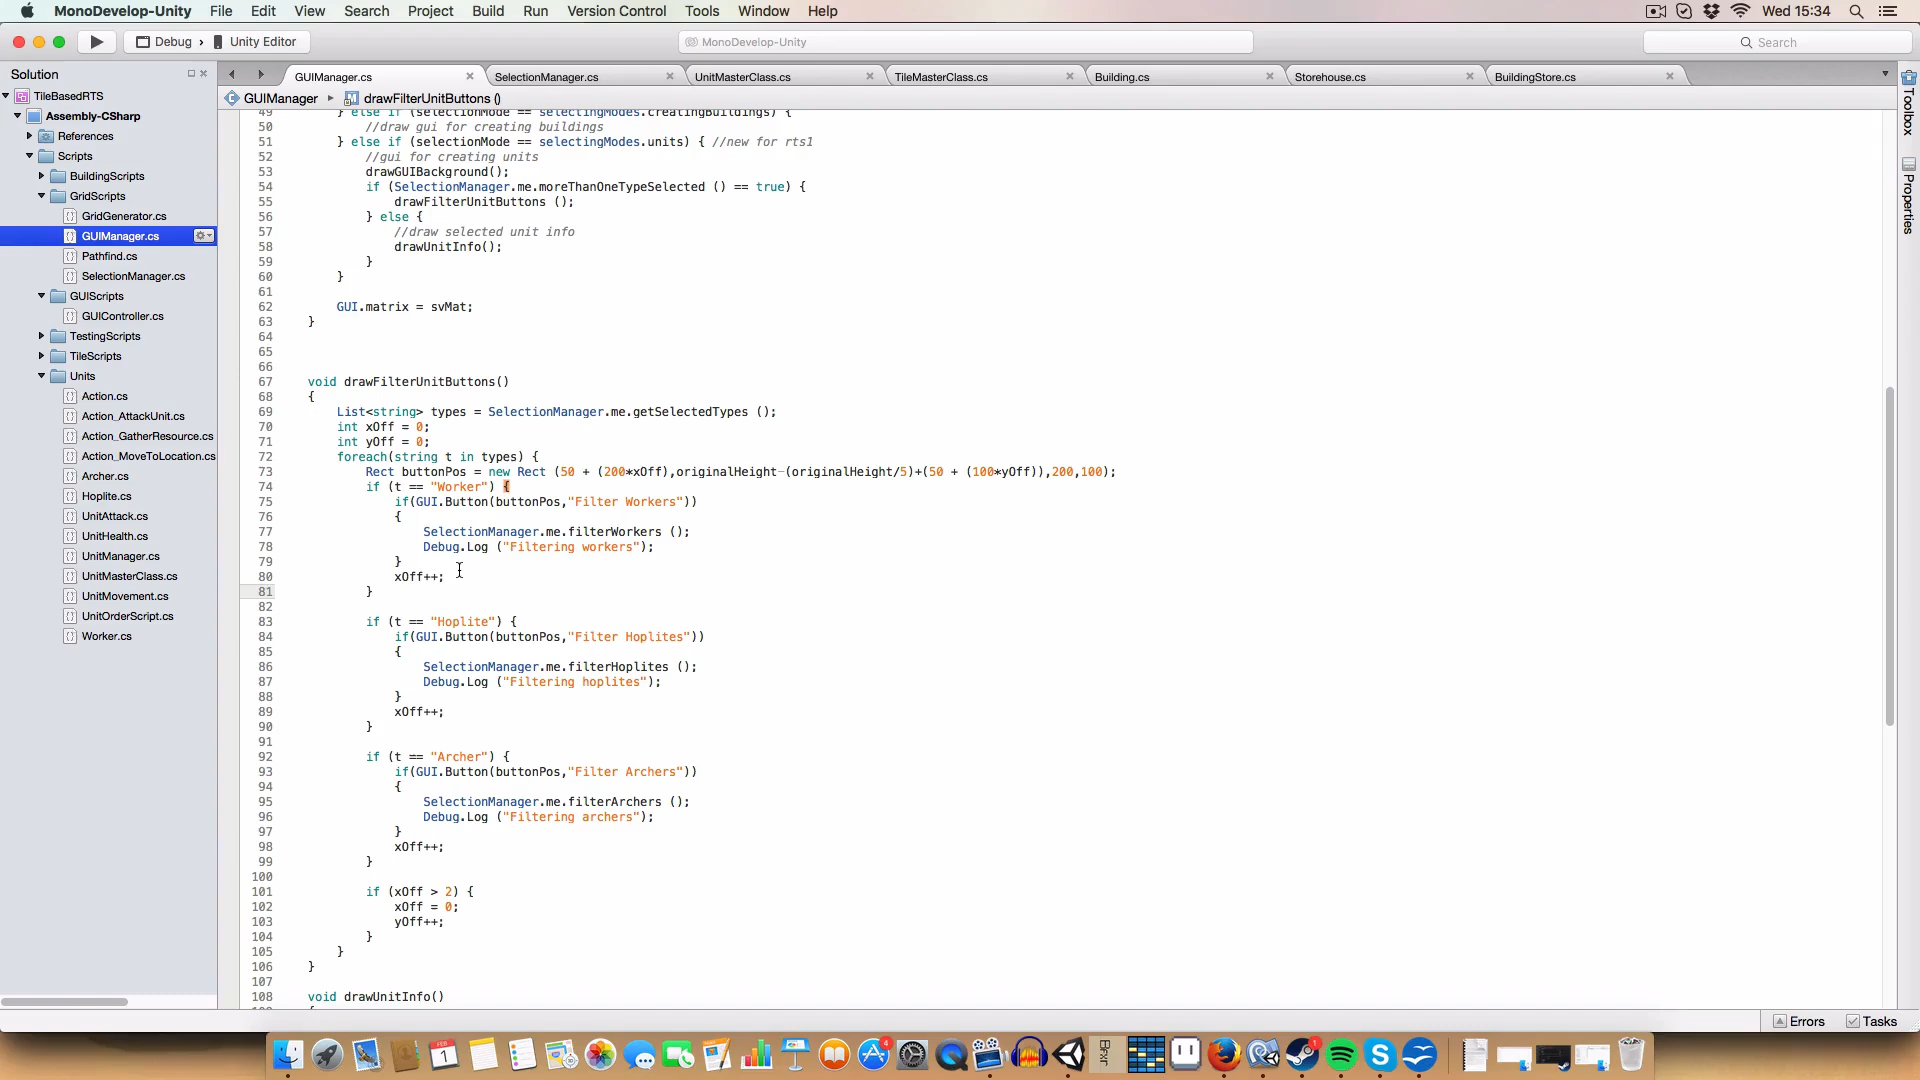 MonoDevelop-Unity File Edit View Search Project Build Run Version Control Tools Window Help Wed 15:34
Debug › Unity Editor MonoDevelop-Unity Search
Solution
TileBasedRTS
Assembly-CSharp
References
Scripts
BuildingScripts
GridScripts
GridGenerator.cs
GUIManager.cs
Pathfind.cs
SelectionManager.cs
GUIScripts
GUIController.cs
TestingScripts
TileScripts
Units
Action.cs
Action_AttackUnit.cs
Action_GatherResource.cs
Action_MoveToLocation.cs
Archer.cs
Hoplite.cs
UnitAttack.cs
UnitHealth.cs
UnitManager.cs
UnitMasterClass.cs
UnitMovement.cs
UnitOrderScript.cs
Worker.cs
GUIManager.cs SelectionManager.cs UnitMasterClass.cs TileMasterClass.cs Building.cs Storehouse.cs BuildingStore.cs
GUIManager drawFilterUnitButtons ()
49 } else if (selectionMode == selectingModes.creatingBuildings) {
50 //draw gui for creating buildings
51 } else if (selectionMode == selectingModes.units) { //new for rts1
52 //gui for creating units
53 drawGUIBackground();
54 if (SelectionManager.me.moreThanOneTypeSelected () == true) {
55 drawFilterUnitButtons ();
56 } else {
57 //draw selected unit info
58 drawUnitInfo();
59 }
60 }
61
62 GUI.matrix = svMat;
63 }
64
65
66
67 void drawFilterUnitButtons()
68 {
69 List<string> types = SelectionManager.me.getSelectedTypes ();
70 int xOff = 0;
71 int yOff = 0;
72 foreach(string t in types) {
73 Rect buttonPos = new Rect (50 + (200*xOff),originalHeight-(originalHeight/5)+(50 + (100*yOff)),200,100);
74 if (t == "Worker") {
75 if(GUI.Button(buttonPos,"Filter Workers"))
76 {
77 SelectionManager.me.filterWorkers ();
78 Debug.Log ("Filtering workers");
79 }
80 xOff++;
81 }
82
83 if (t == "Hoplite") {
84 if(GUI.Button(buttonPos,"Filter Hoplites"))
85 {
86 SelectionManager.me.filterHoplites ();
87 Debug.Log ("Filtering hoplites");
88 }
89 xOff++;
90 }
91
92 if (t == "Archer") {
93 if(GUI.Button(buttonPos,"Filter Archers"))
94 {
95 SelectionManager.me.filterArchers ();
96 Debug.Log ("Filtering archers");
97 }
98 xOff++;
99 }
100
101 if (xOff > 2) {
102 xOff = 0;
103 yOff++;
104 }
105 }
106 }
107
108 void drawUnitInfo()
Toolbox
Properties
Errors Tasks
FEB
1
4
1